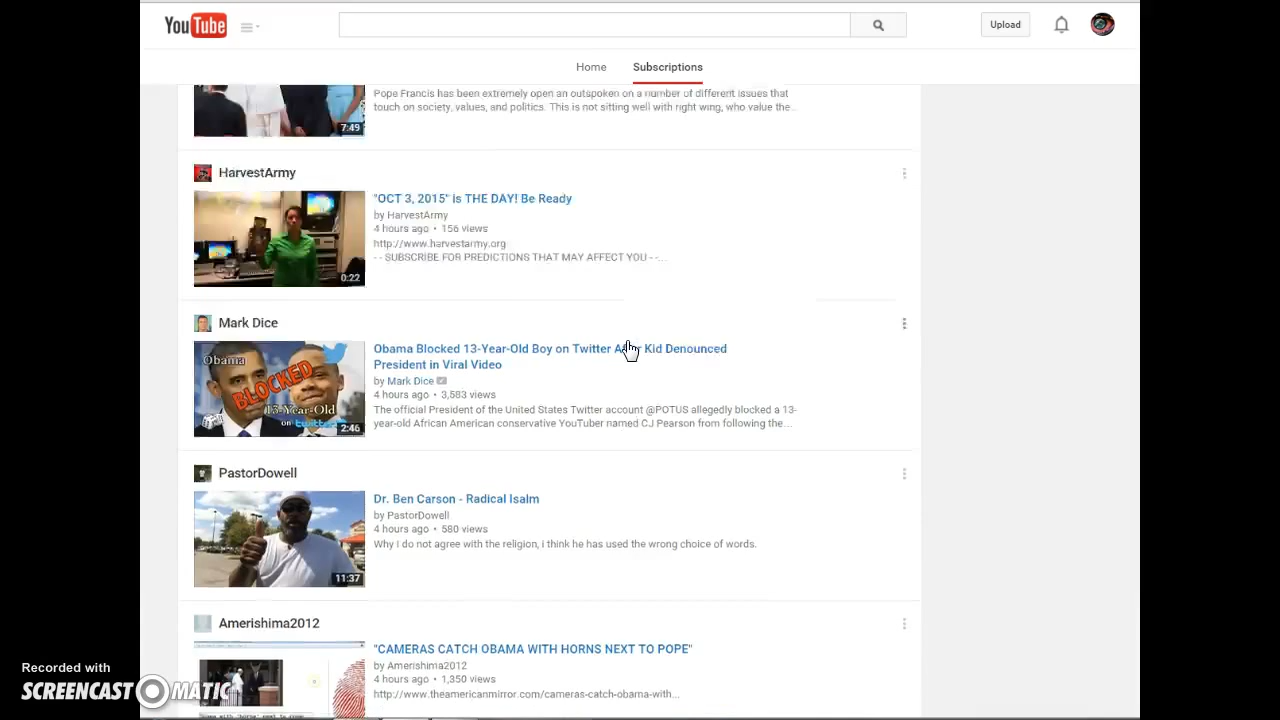 YouTube
Upload
Home
Subscriptions
Pope Francis has been extremely open an outspoken on a number of different issues that
touch on society, values, and politics. This is not sitting well with right wing, who value the...
7:49
HarvestArmy
"OCT 3, 2015" is THE DAY! Be Ready
by HarvestArmy
4 hours ago • 156 views
http://www.harvestarmy.org
- - SUBSCRIBE FOR PREDICTIONS THAT MAY AFFECT YOU - -...
0:22
Mark Dice
Obama Blocked 13-Year-Old Boy on Twitter After Kid Denounced
President in Viral Video
by Mark Dice
4 hours ago • 3,583 views
The official President of the United States Twitter account @POTUS allegedly blocked a 13-
year-old African American conservative YouTuber named CJ Pearson from following the...
Obama
BLOCKED
13-Year-Old
on twitter
2:46
PastorDowell
Dr. Ben Carson - Radical Isalm
by PastorDowell
4 hours ago • 580 views
Why I do not agree with the religion, i think he has used the wrong choice of words.
11:37
Amerishima2012
"CAMERAS CATCH OBAMA WITH HORNS NEXT TO POPE"
by Amerishima2012
4 hours ago • 1,350 views
http://www.theamericanmirror.com/cameras-catch-obama-with...
Recorded with
SCREENCAST-O-MATIC